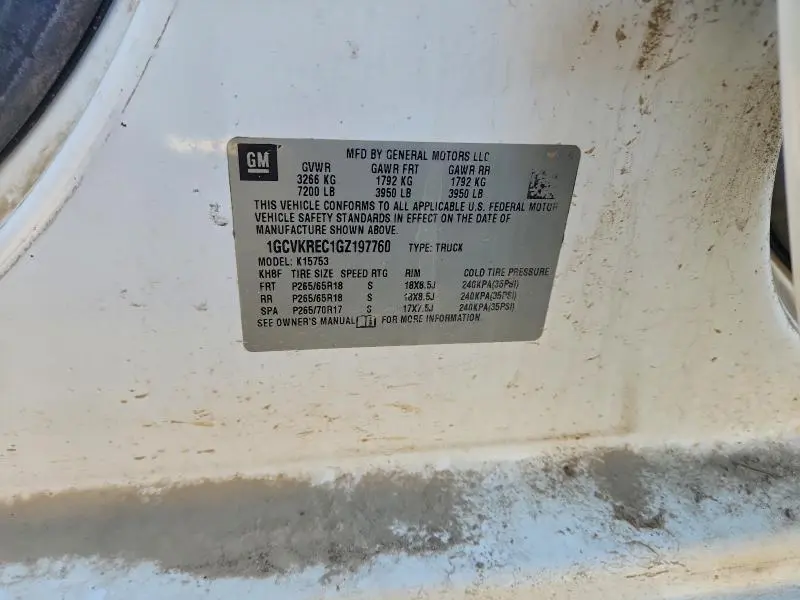 GM
MFD BY GENERAL MOTORS LLC
GVWR GAWR FRT GAWR RR
3266 KG 1792 KG 1792 KG
7200 LB 3950 LB 3950 LB
THIS VEHICLE CONFORMS TO ALL APPLICABLE U.S. FEDERAL MOTOR
VEHICLE SAFETY STANDARDS IN EFFECT ON THE DATE OF
MANUFACTURE SHOWN ABOVE.
1GCVKREC1GZ197760 TYPE: TRUCK
MODEL: K15753
KHBF TIRE SIZE SPEED RTG RIM COLD TIRE PRESSURE
FRT P265/65R18 S 18X8.5J 240KPA(35PSI)
RR P265/65R18 S 18X8.5J 240KPA(35PSI)
SPA P265/70R17 S 17X7.5J 240KPA(35PSI)
SEE OWNER'S MANUAL FOR MORE INFORMATION.